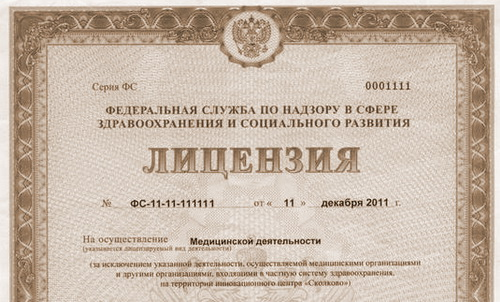 Серия ФС 0001111
ФЕДЕРАЛЬНАЯ СЛУЖБА ПО НАДЗОРУ В СФЕРЕ
ЗДРАВООХРАНЕНИЯ И СОЦИАЛЬНОГО РАЗВИТИЯ
ЛИЦЕНЗИЯ
№ ФС-11-11-111111 от « 11 » декабря 2011 г.
На осуществление Медицинской деятельности
(указывается лицензируемый вид деятельности)
(за исключением указанной деятельности, осуществляемой медицинскими организациями
и другими организациями, входящими в частную систему здравоохранения,
на территории инновационного центра «Сколково»)